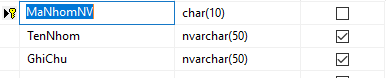 MaNhomNV char(10)
TenNhom nvarchar(50)
GhiChu nvarchar(50)